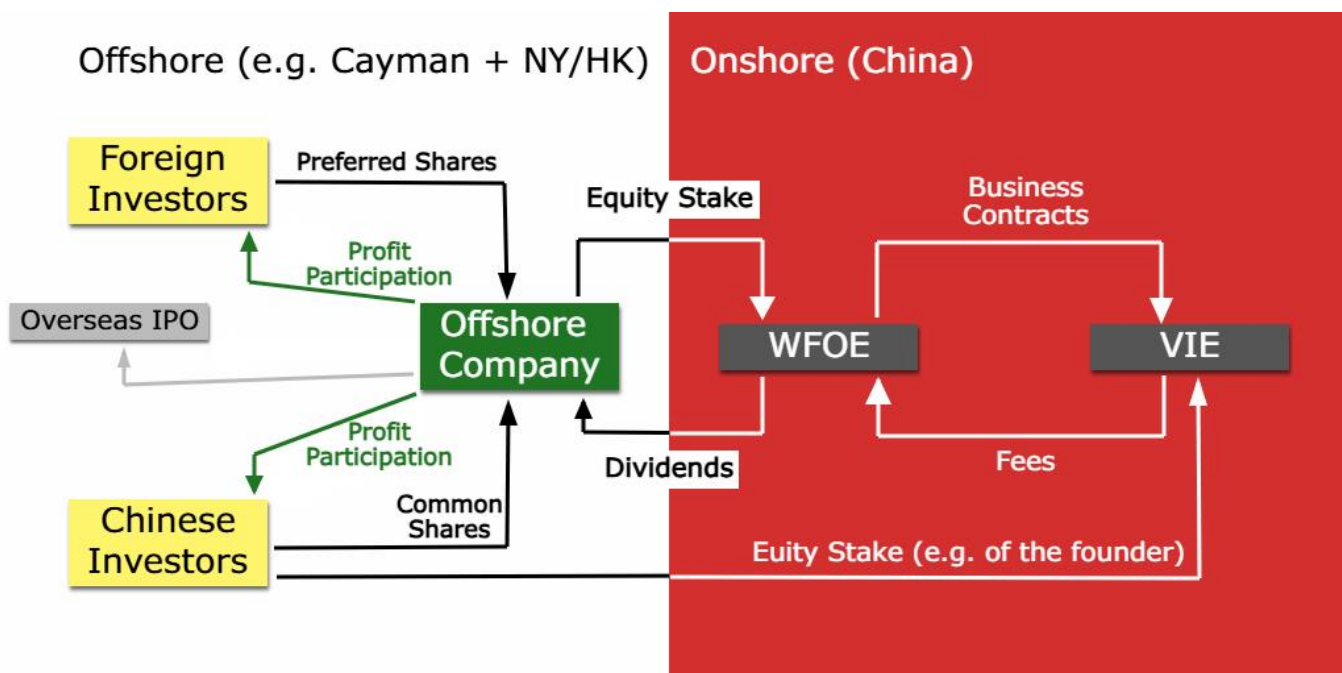 Offshore (e.g. Cayman + NY/HK)
Onshore (China)
Foreign
Investors
Preferred Shares
Equity Stake
Business
Contracts
Profit
Participation
Overseas IPO
Offshore
Company
WFOE
VIE
Profit
Participation
Dividends
Fees
Common
Shares
Chinese
Investors
Euity Stake (e.g. of the founder)